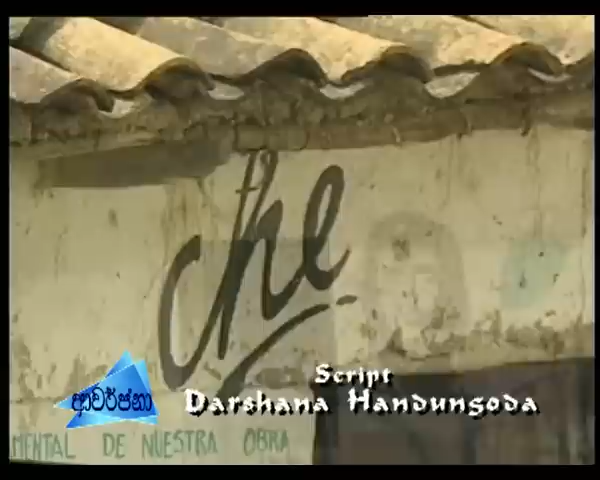 Che
Script
Darshana Handungoda
ආවර්ජනා
MENTAL DE NUESTRA OBRA